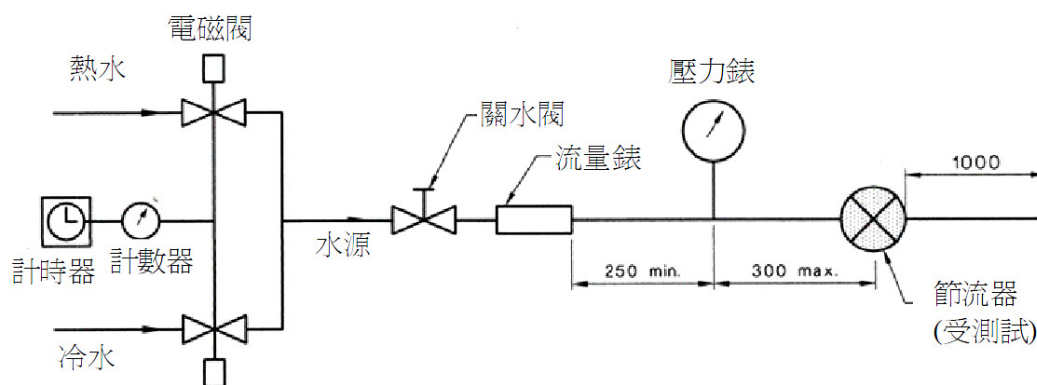 電磁閥
熱水
壓力錶
關水閥
流量錶
1000
水源
計時器
計數器
250 min.
300 max.
節流器
(受測試)
冷水